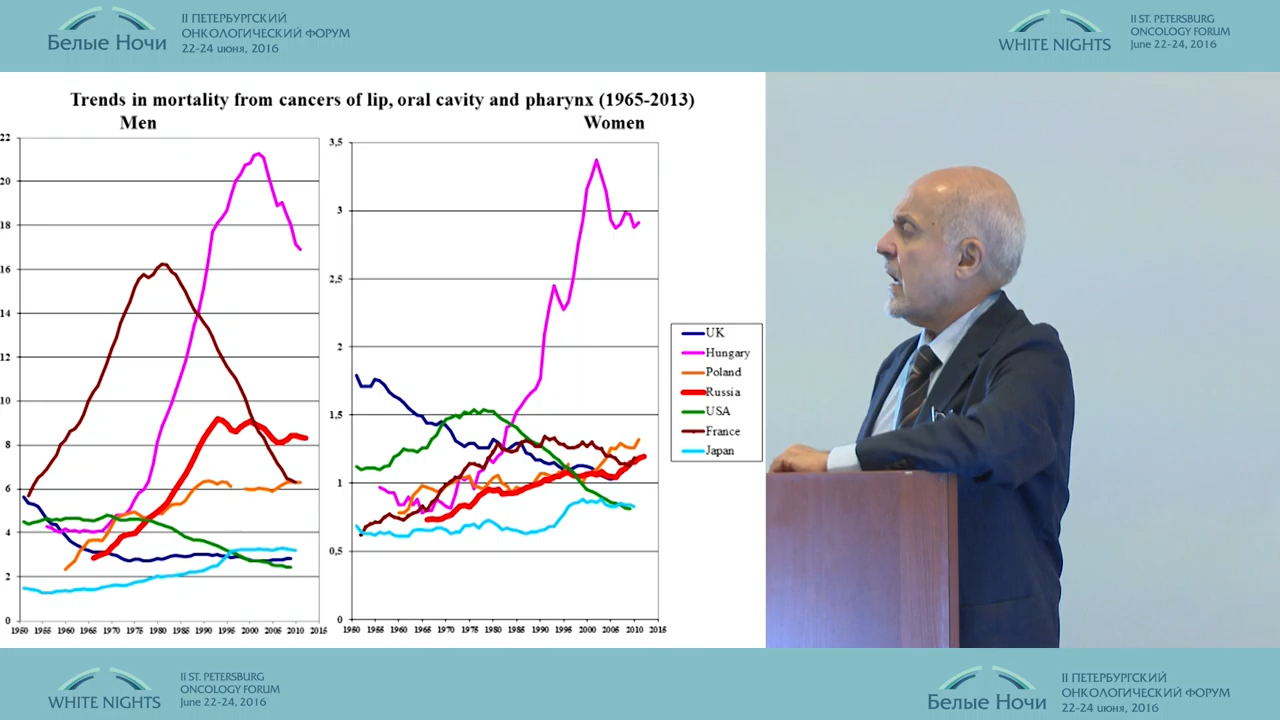 Белые Ночи
II ПЕТЕРБУРГСКИЙ
ОНКОЛОГИЧЕСКИЙ ФОРУМ
22-24 июня, 2016
WHITE NIGHTS
II ST. PETERSBURG
ONCOLOGY FORUM
June 22-24, 2016
Trends in mortality from cancers of lip, oral cavity and pharynx (1965-2013)
Men
Women
22
20
18
16
14
12
10
8
6
4
2
0
1950 1955 1960 1965 1970 1975 1980 1985 1990 1995 2000 2005 2010 2015
3,5
3
2,5
2
1,5
1
0,5
0
1950 1955 1960 1965 1970 1975 1980 1985 1990 1995 2000 2005 2010 2015
UK
Hungary
Poland
Russia
USA
France
Japan
WHITE NIGHTS
II ST. PETERSBURG
ONCOLOGY FORUM
June 22-24, 2016
Белые Ночи
II ПЕТЕРБУРГСКИЙ
ОНКОЛОГИЧЕСКИЙ ФОРУМ
22-24 июня, 2016